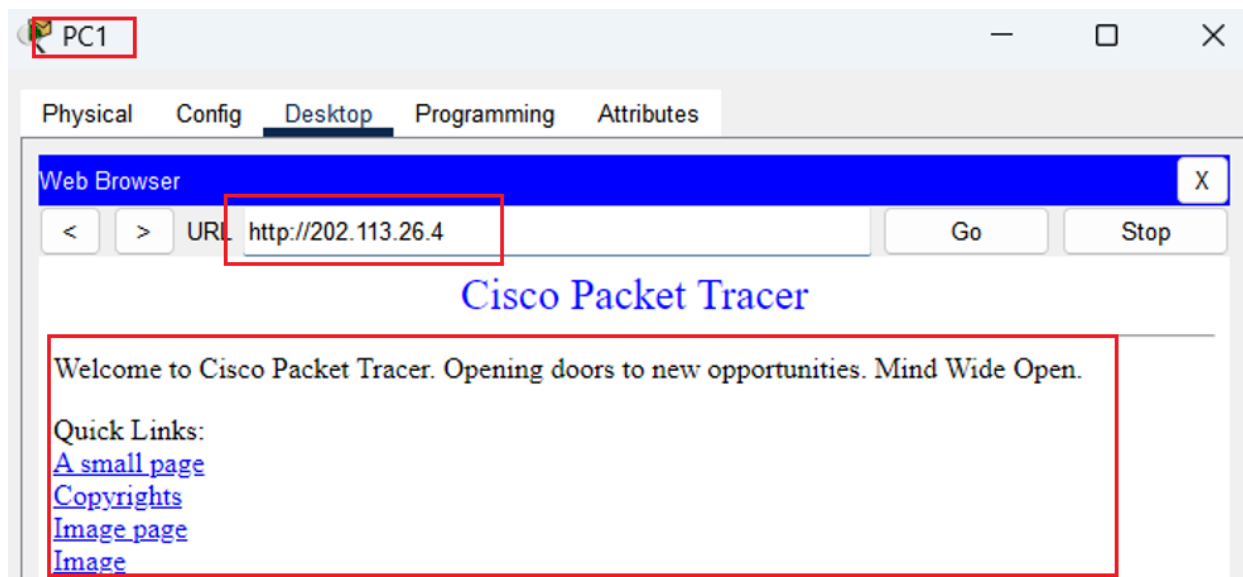 PC1
Physical Config Desktop Programming Attributes
Web Browser X
< > URL http://202.113.26.4 Go Stop
Cisco Packet Tracer
Welcome to Cisco Packet Tracer. Opening doors to new opportunities. Mind Wide Open.
Quick Links:
A small page
Copyrights
Image page
Image